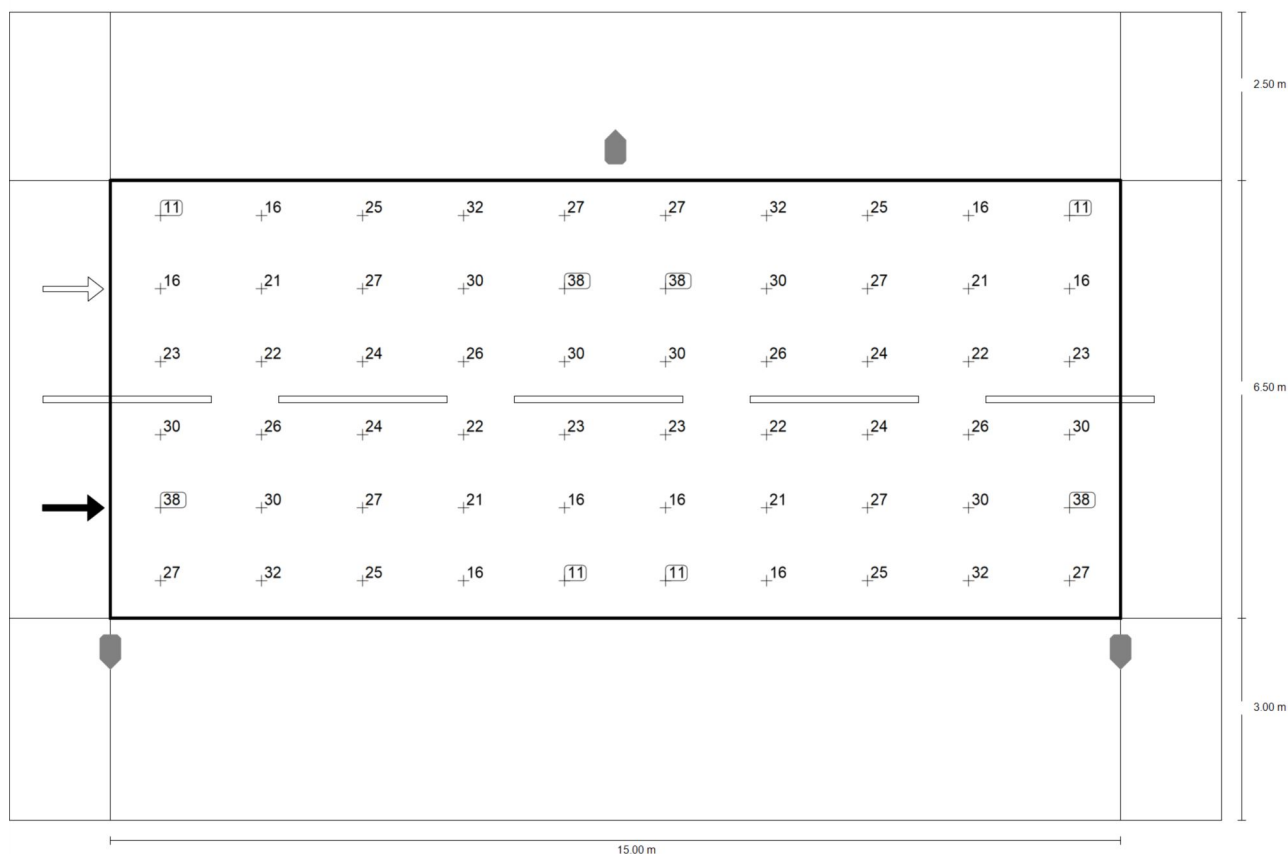 2.50 m
11 16 25 32 27 27 32 25 16 11
16 21 27 30 38 38 30 27 21 16
23 22 24 26 30 30 26 24 22 23
6.50 m
30 26 24 22 23 23 22 24 26 30
38 30 27 21 16 16 21 27 30 38
27 32 25 16 11 11 16 25 32 27
3.00 m
15.00 m